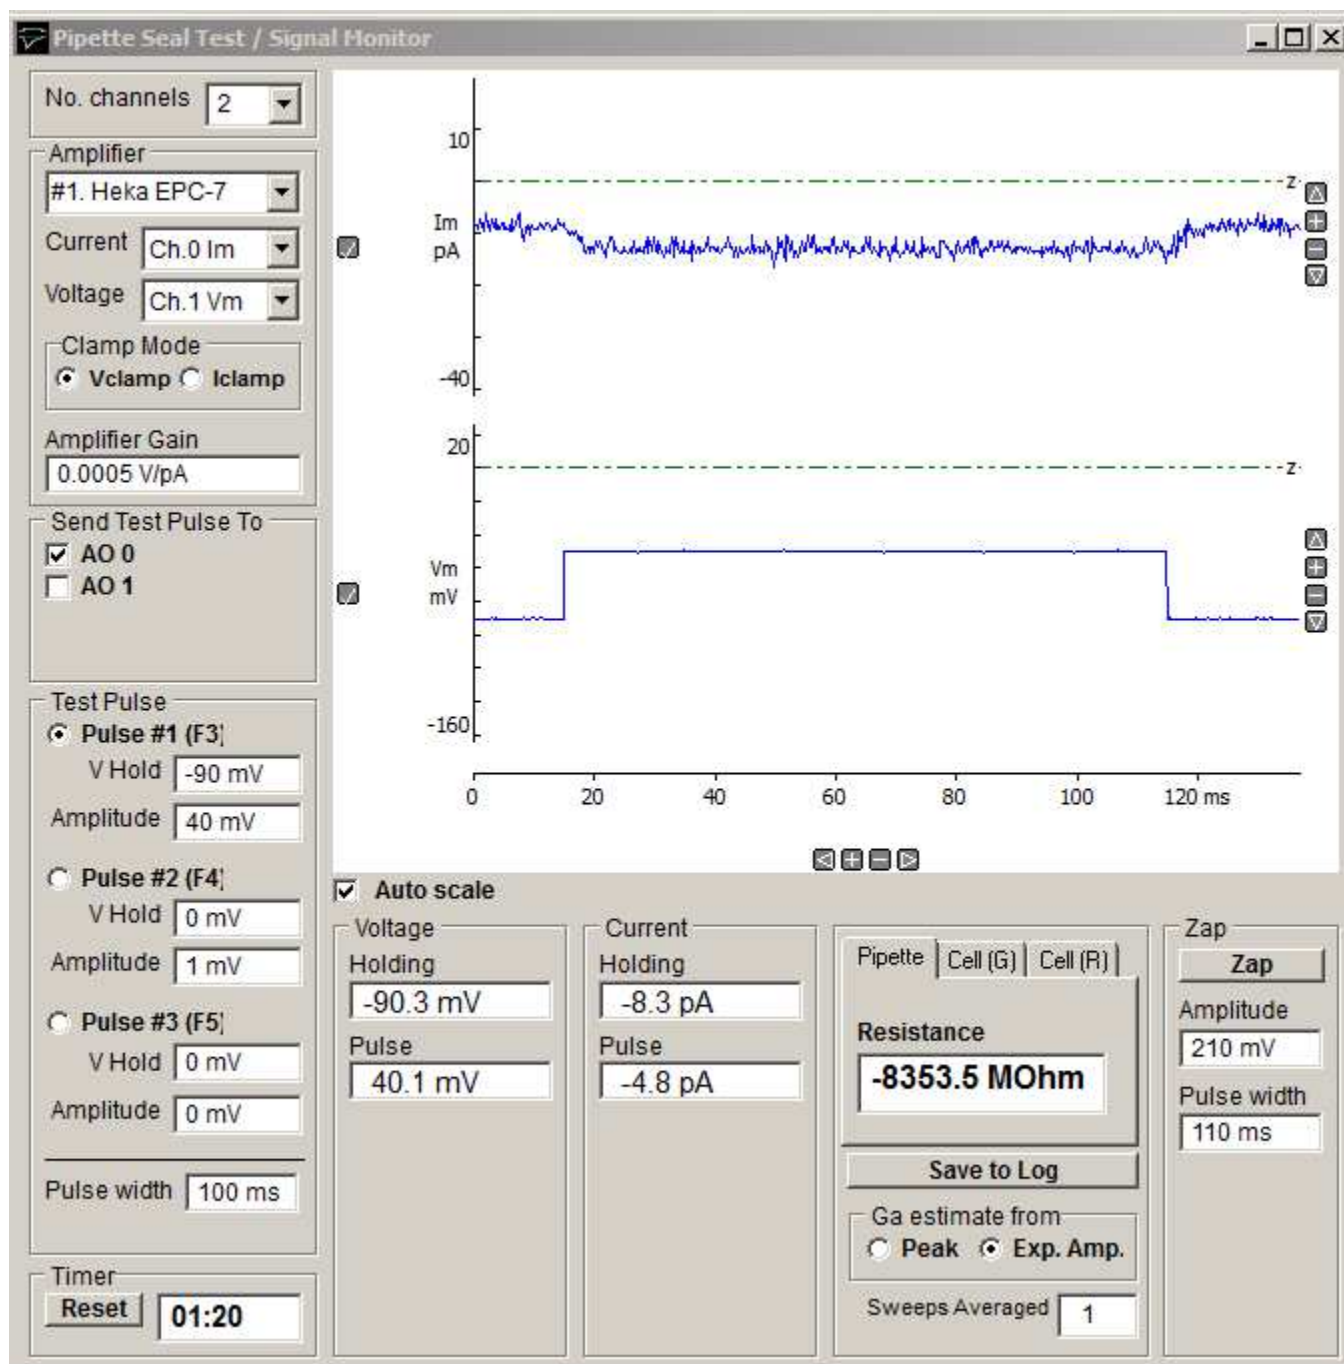 Pipette Seal Test / Signal Monitor
No. channels 2
Amplifier
#1. Heka EPC-7
Current Ch.0 Im
Voltage Ch.1 Vm
Clamp Mode
Vclamp Iclamp
Amplifier Gain
0.0005 V/pA
Send Test Pulse To
AO 0
AO 1
Test Pulse
Pulse #1 (F3)
V Hold -90 mV
Amplitude 40 mV
Pulse #2 (F4)
V Hold 0 mV
Amplitude 1 mV
Pulse #3 (F5)
V Hold 0 mV
Amplitude 0 mV
Pulse width 100 ms
Timer
Reset 01:20
10
z
Im
pA
-40
20
z
Vm
mV
-160
0 20 40 60 80 100 120 ms
Auto scale
Voltage
Holding
-90.3 mV
Pulse
40.1 mV
Current
Holding
-8.3 pA
Pulse
-4.8 pA
Pipette Cell (G) Cell (R)
Resistance
-8353.5 MOhm
Save to Log
Ga estimate from
Peak Exp. Amp.
Sweeps Averaged 1
Zap
Zap
Amplitude
210 mV
Pulse width
110 ms